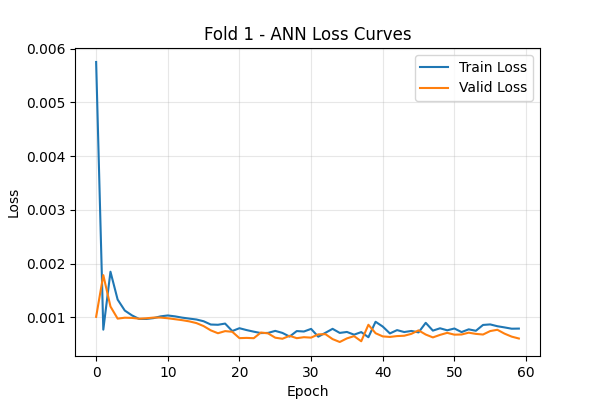 Fold 1 - ANN Loss Curves
Train Loss
Valid Loss
Loss
0.006
0.005
0.004
0.003
0.002
0.001
0 10 20 30 40 50 60
Epoch